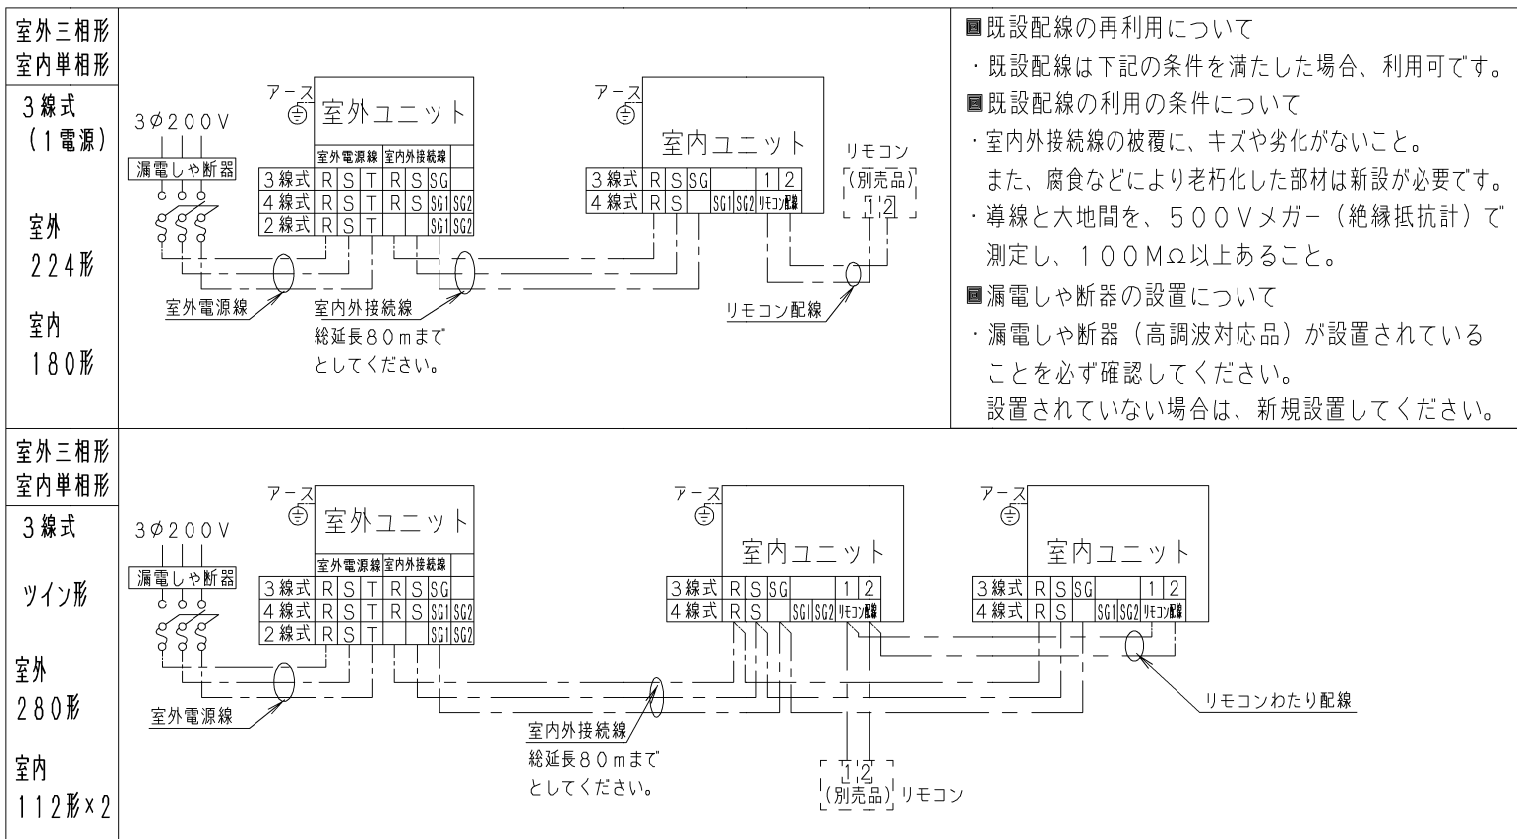 室外三相形
室内単相形
3線式
(1電源)
室外
224形
室内
180形
3φ200V
漏電しゃ断器
アース
室外ユニット
室外電源線 室内外接続線
3線式 R S T R S SG
4線式 R S T R S SG1 SG2
2線式 R S T SG1 SG2
室外電源線
室内外接続線
総延長80mまで
としてください。
アース
室内ユニット
3線式 R S SG 1 2
4線式 R S SG1 SG2 リモコン配線
リモコン
(別売品)
1 2
リモコン配線
■既設配線の再利用について
・既設配線は下記の条件を満たした場合、利用可です。
■既設配線の利用の条件について
・室内外接続線の被覆に、キズや劣化がないこと。
また、腐食などにより老朽化した部材は新設が必要です。
・導線と大地間を、500Vメガー(絶縁抵抗計)で
測定し、100MΩ以上あること。
■漏電しゃ断器の設置について
・漏電しゃ断器(高調波対応品)が設置されている
ことを必ず確認してください。
設置されていない場合は、新規設置してください。
室外三相形
室内単相形
3線式
ツイン形
室外
280形
室内
112形×2
3φ200V
漏電しゃ断器
アース
室外ユニット
室外電源線 室内外接続線
3線式 R S T R S SG
4線式 R S T R S SG1 SG2
2線式 R S T SG1 SG2
室外電源線
室内外接続線
総延長80mまで
としてください。
アース
室内ユニット
3線式 R S SG 1 2
4線式 R S SG1 SG2 リモコン配線
1 2
(別売品) リモコン
アース
室内ユニット
3線式 R S SG 1 2
4線式 R S SG1 SG2 リモコン配線
リモコンわたり配線